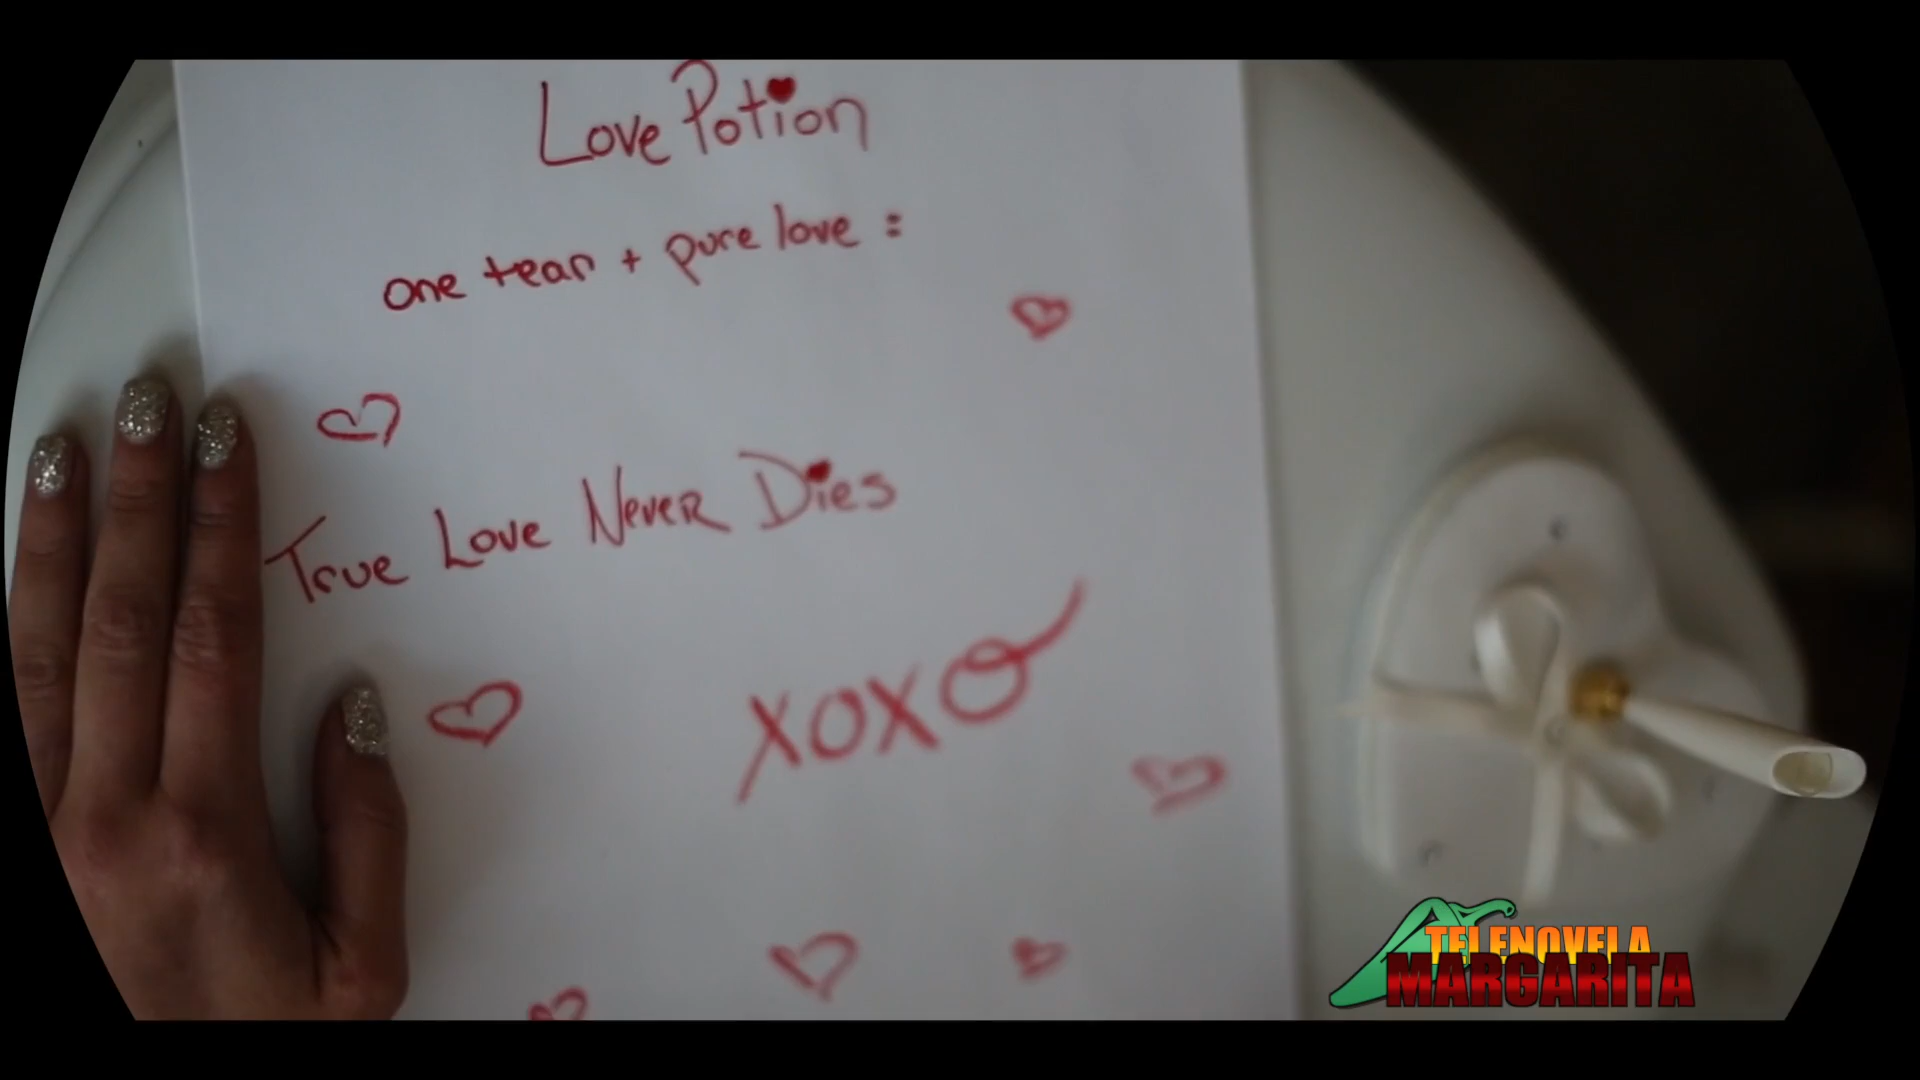 Love Potion
one tear + pure love =
True Love Never Dies
xoxo
TELENOVELA
MARGARITA